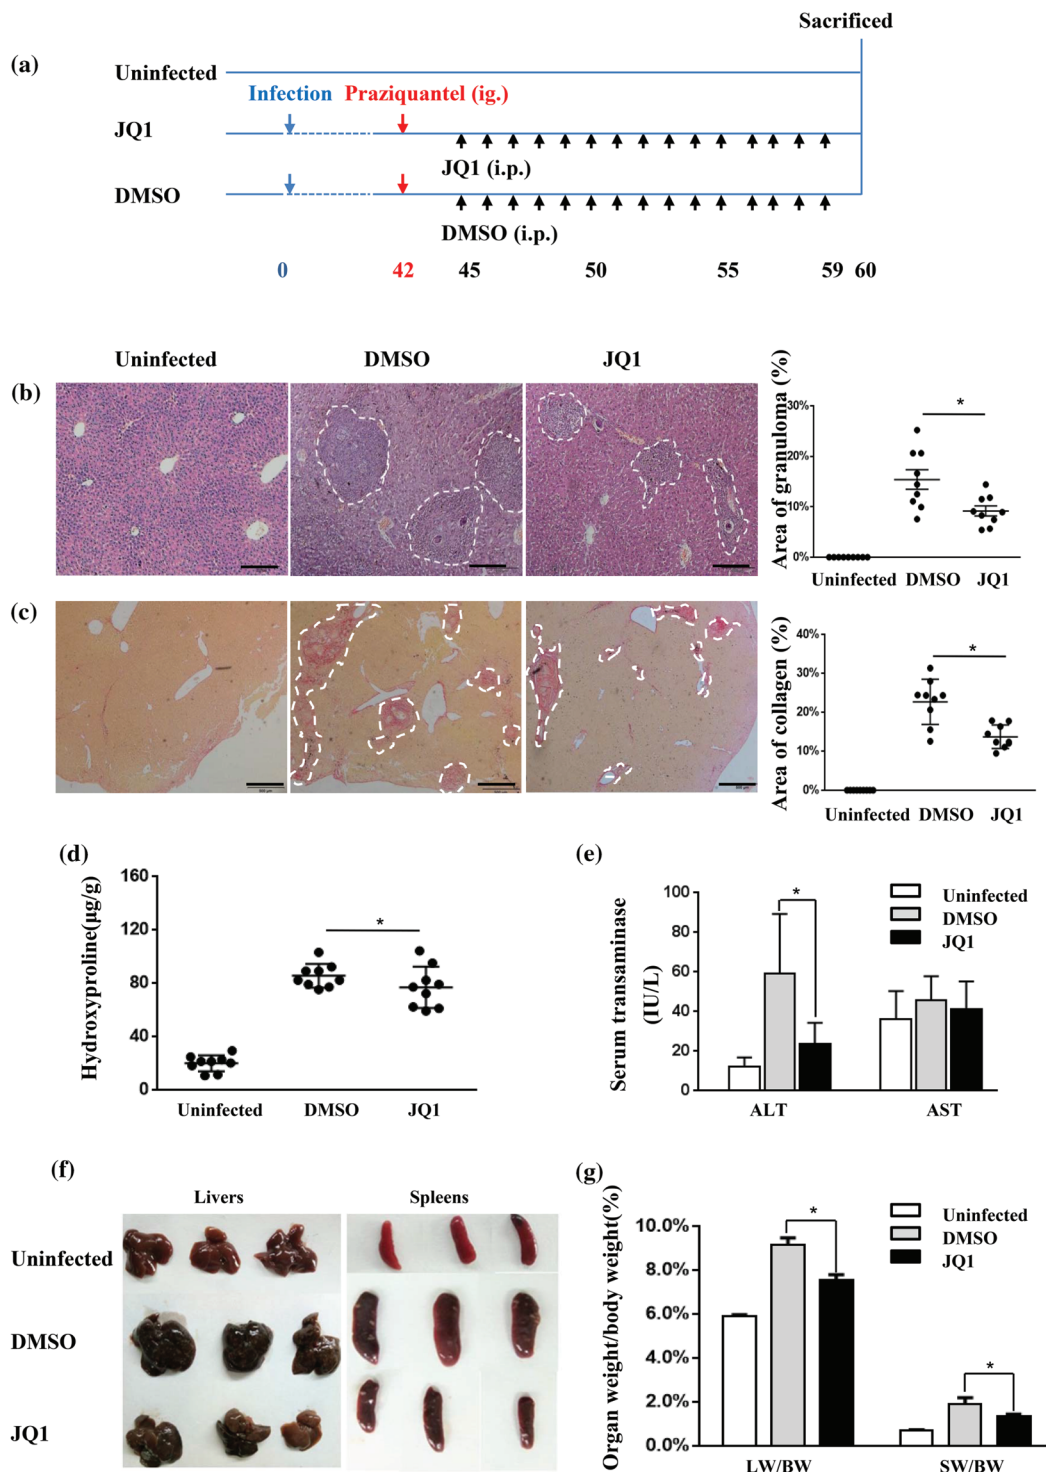 Sacrificed
(a)
Uninfected
Infection Praziquantel (ig.)
JQ1
JQ1 (i.p.)
DMSO
DMSO (i.p.)
0 42 45 50 55 59 60
Uninfected DMSO JQ1
(b)
Area of granuloma (%)
30%
*
20%
10%
0%
Uninfected DMSO JQ1
(c)
Area of collagen (%)
40%
*
30%
20%
10%
0%
Uninfected DMSO JQ1
(d)
Hydroxyproline(μg/g)
160
120
*
80
40
0
Uninfected DMSO JQ1
(e)
Serum transaminase
(IU/L)
100
*
80
60
40
20
0
ALT AST
Uninfected
DMSO
JQ1
(f)
Livers Spleens
Uninfected
DMSO
JQ1
(g)
Organ weight/body weight(%)
10.0%
*
8.0%
6.0%
4.0%
2.0%
*
0.0%
LW/BW SW/BW
Uninfected
DMSO
JQ1